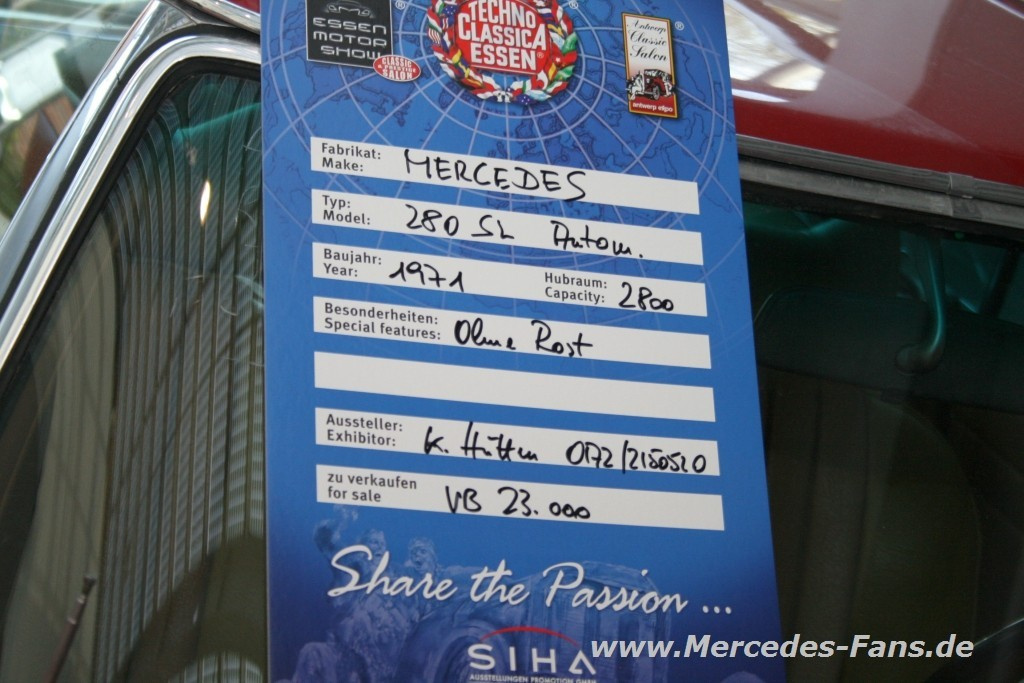 ESSEN
MOTOR
SHOW
CLASSIC
SALON
TECHNO
CLASSICA
ESSEN
Antwerp
Classic
Salon
antwerp expo
Fabrikat:
Make: MERCEDES
Typ:
Model: 280 SL Autom.
Baujahr:
Year: 1971
Hubraum:
Capacity: 2800
Besonderheiten:
Special features: Ohne Rost
Aussteller:
Exhibitor: K. Hütten 0172/2150520
zu verkaufen
for sale VB 23.000
Share the Passion ...
SIHA
AUSSTELLUNGEN PROMOTION GMBH
www.Mercedes-Fans.de